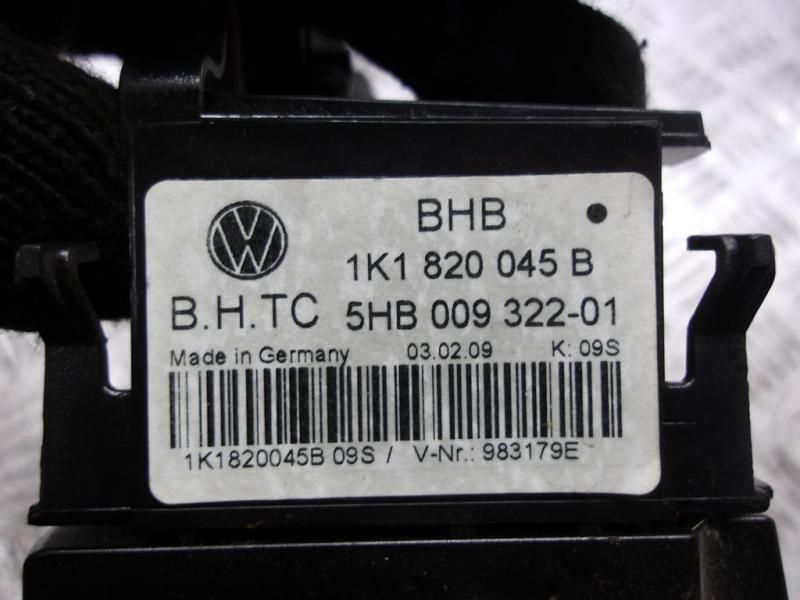 BHB
1K1 820 045 B
B.H.TC 5HB 009 322-01
Made in Germany 03.02.09 K: 09S
1K1820045B 09S / V-Nr.: 983179E